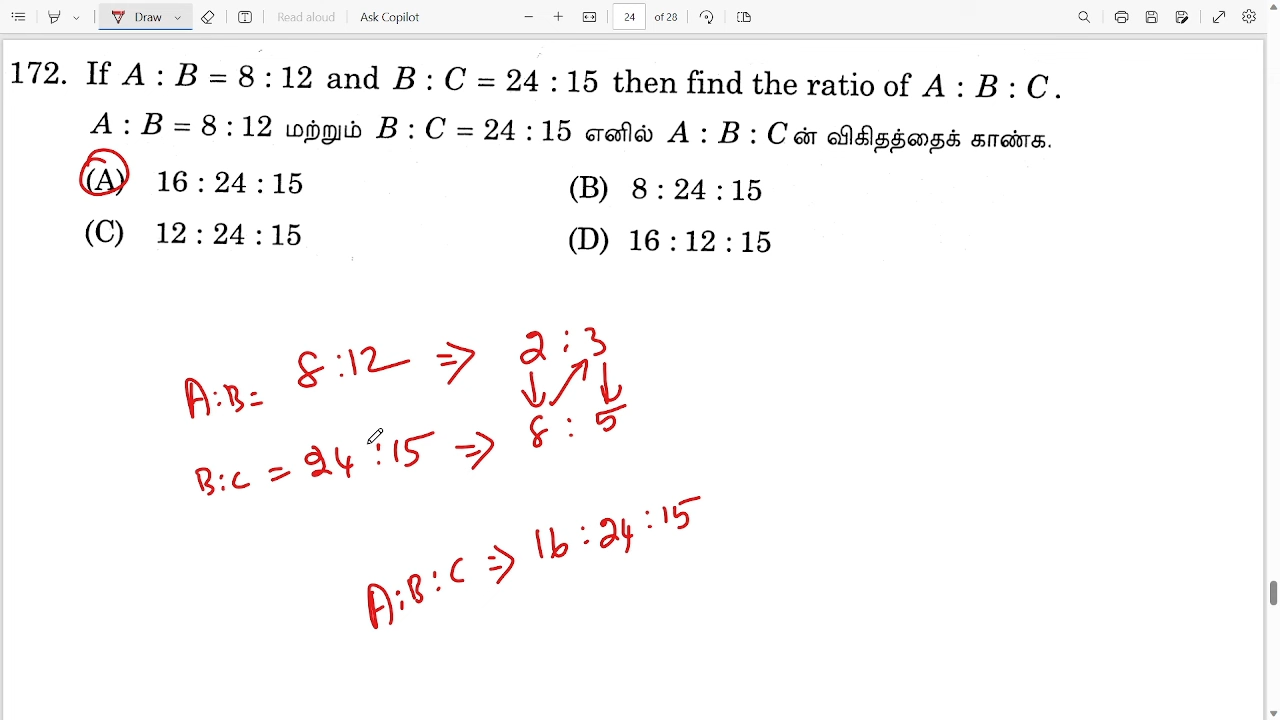 Draw
Read aloud
Ask Copilot
24
of 28
172. If A : B = 8 : 12 and B : C = 24 : 15 then find the ratio of A : B : C.
A : B = 8 : 12 மற்றும் B : C = 24 : 15 எனில் A : B : C ன் விகிதத்தைக் காண்க.
(A) 16 : 24 : 15
(B) 8 : 24 : 15
(C) 12 : 24 : 15
(D) 16 : 12 : 15
A:B= 8:12 ⇒ 2 : 3
B:C = 24 : 15 ⇒ 8 : 5
A:B:C ⇒ 16 : 24 : 15